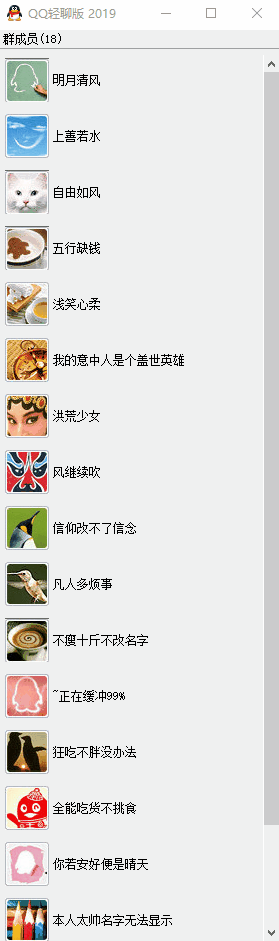 QQ轻聊版 2019
群成员(18)
明月清风
上善若水
自由如风
五行缺钱
浅笑心柔
我的意中人是个盖世英雄
洪荒少女
风继续吹
信仰改不了信念
凡人多烦事
不瘦十斤不改名字
~正在缓冲99%
狂吃不胖没办法
全能吃货不挑食
你若安好便是晴天
本人太帅名字无法显示